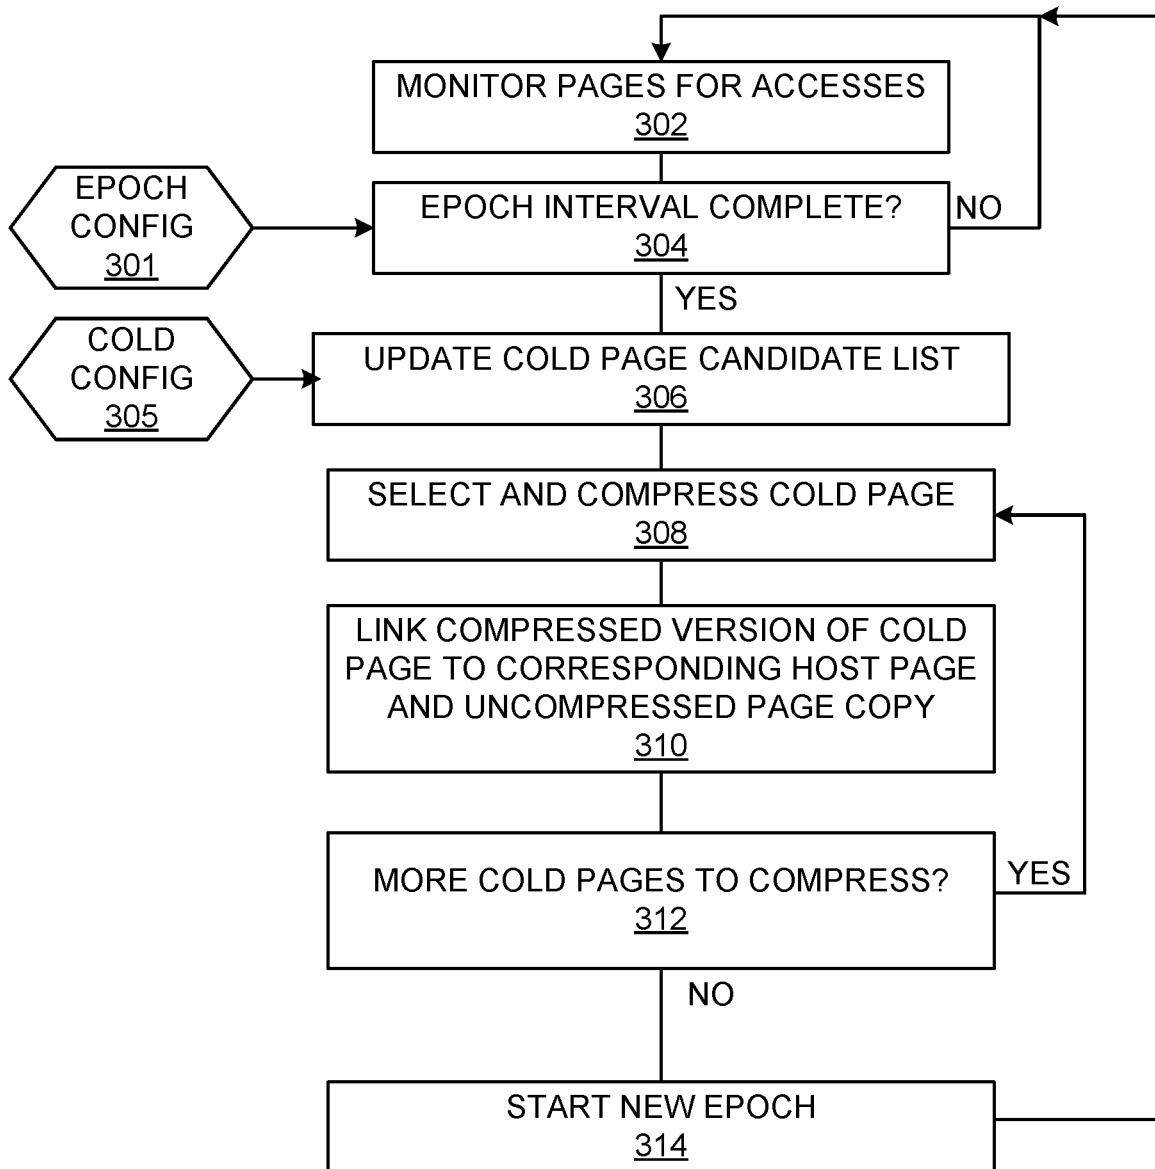 MONITOR PAGES FOR ACCESSES
302
EPOCH
CONFIG
301
EPOCH INTERVAL COMPLETE?
304
NO
YES
COLD
CONFIG
305
UPDATE COLD PAGE CANDIDATE LIST
306
SELECT AND COMPRESS COLD PAGE
308
LINK COMPRESSED VERSION OF COLD
PAGE TO CORRESPONDING HOST PAGE
AND UNCOMPRESSED PAGE COPY
310
MORE COLD PAGES TO COMPRESS?
312
YES
NO
START NEW EPOCH
314